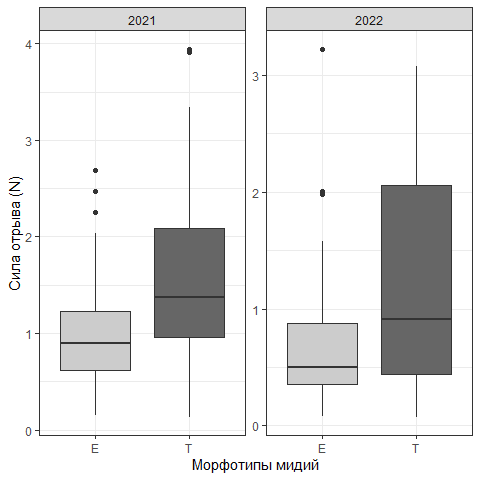 2021
2022
Сила отрыва (N)
4
3
2
1
0
3
2
1
0
E
T
E
T
Морфотипы мидий